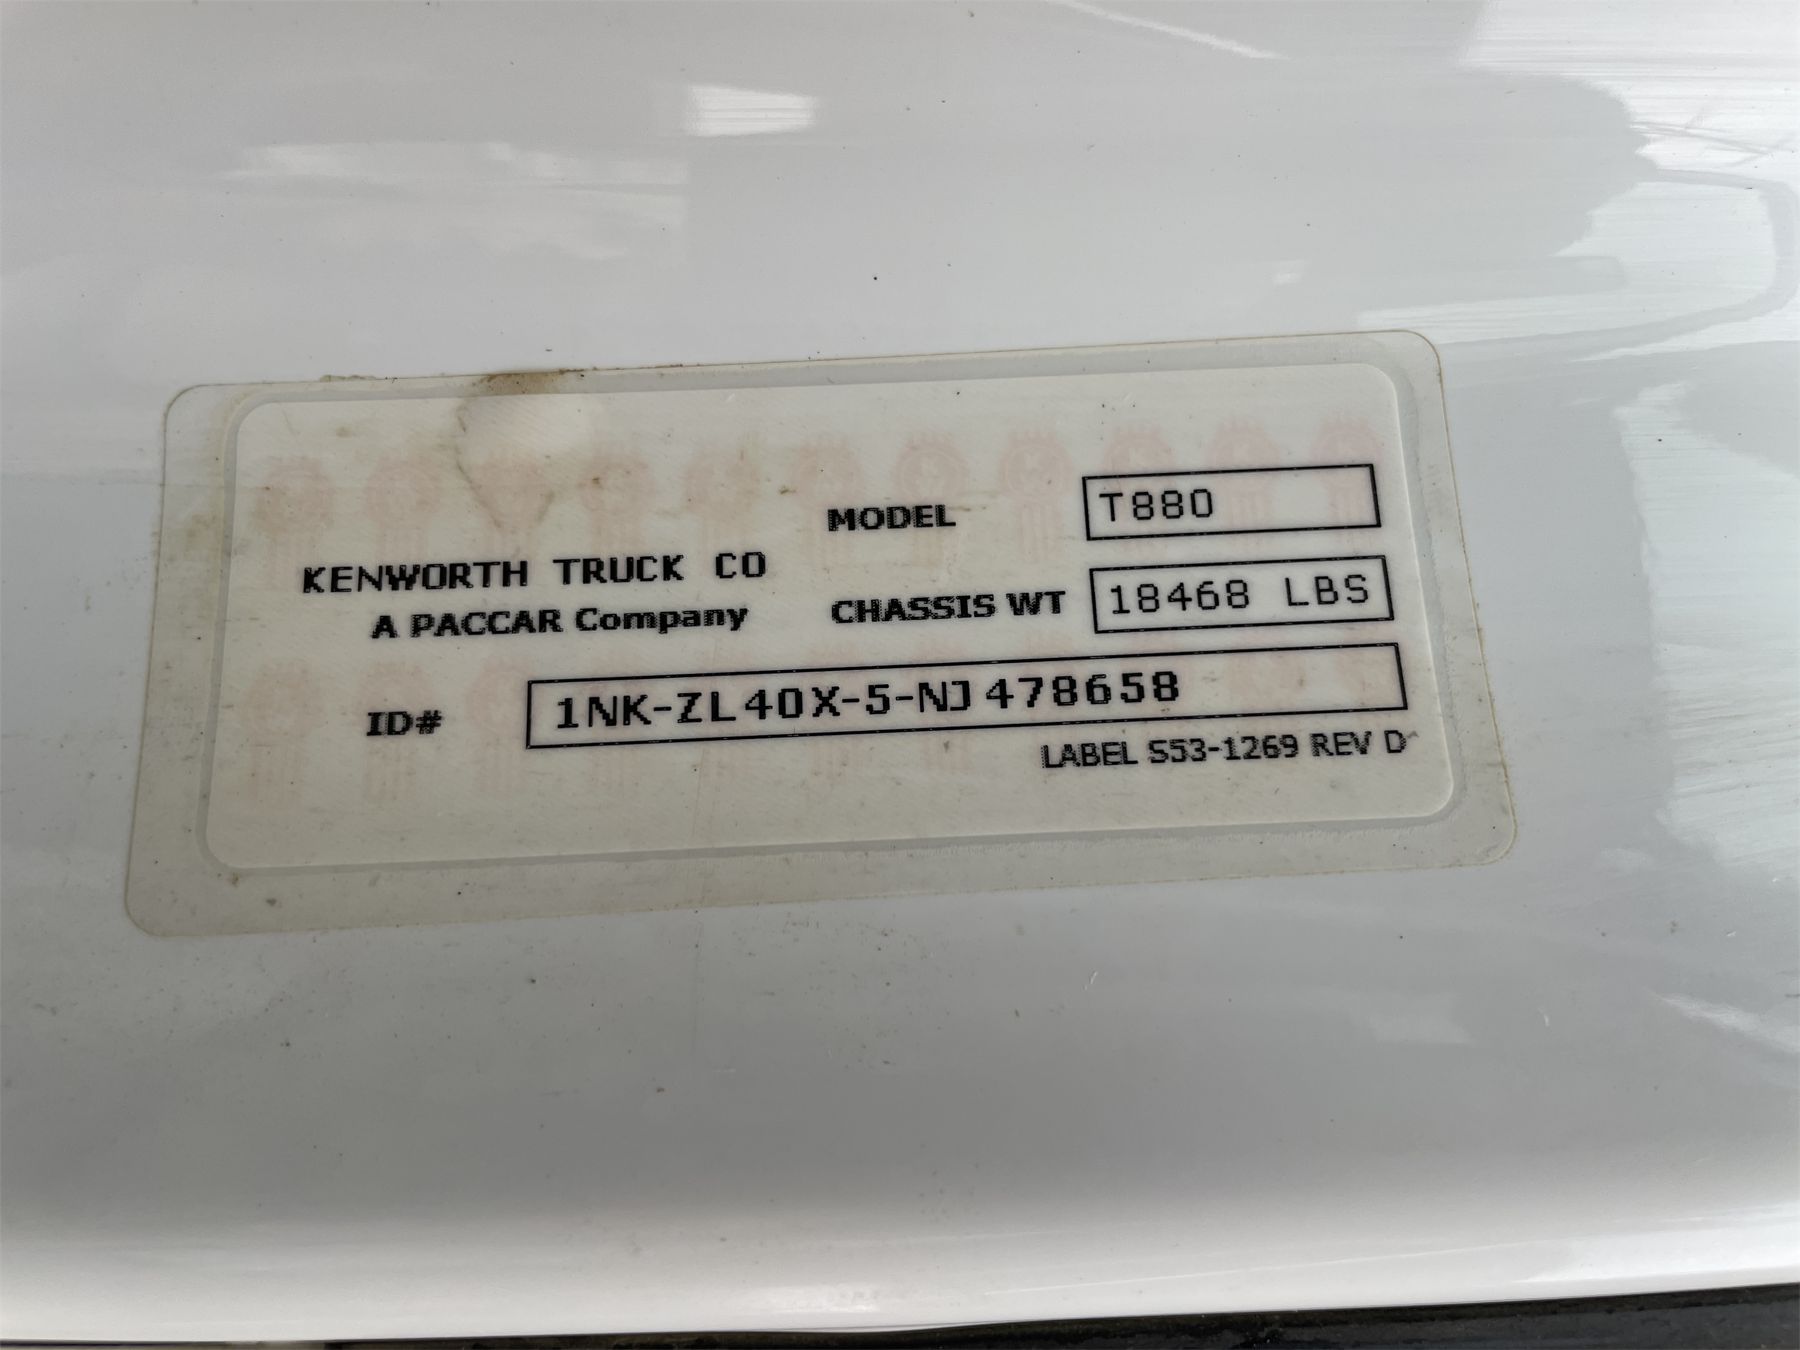 MODEL T880
KENWORTH TRUCK CO
A PACCAR Company
CHASSIS WT 18468 LBS
ID# 1NK-ZL40X-5-NJ478658
LABEL S53-1269 REV D